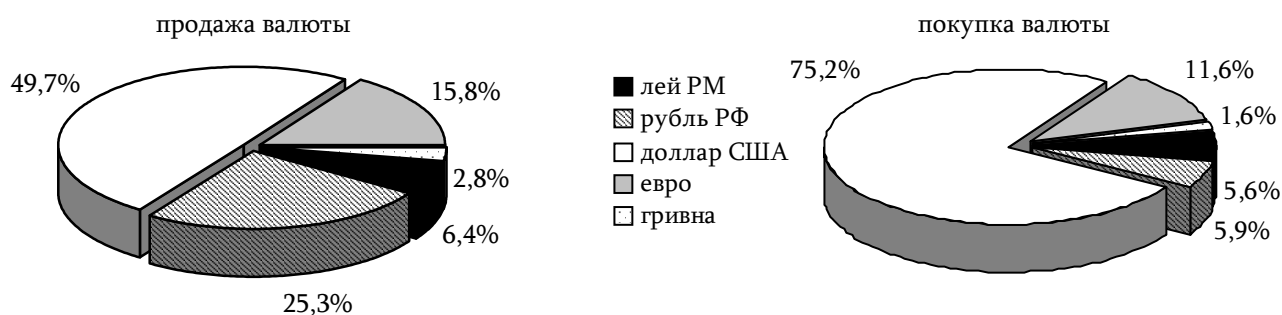 продажа валюты
49,7%
15,8%
2,8%
6,4%
25,3%
лей РМ
рубль РФ
доллар США
евро
гривна
покупка валюты
75,2%
11,6%
1,6%
5,6%
5,9%